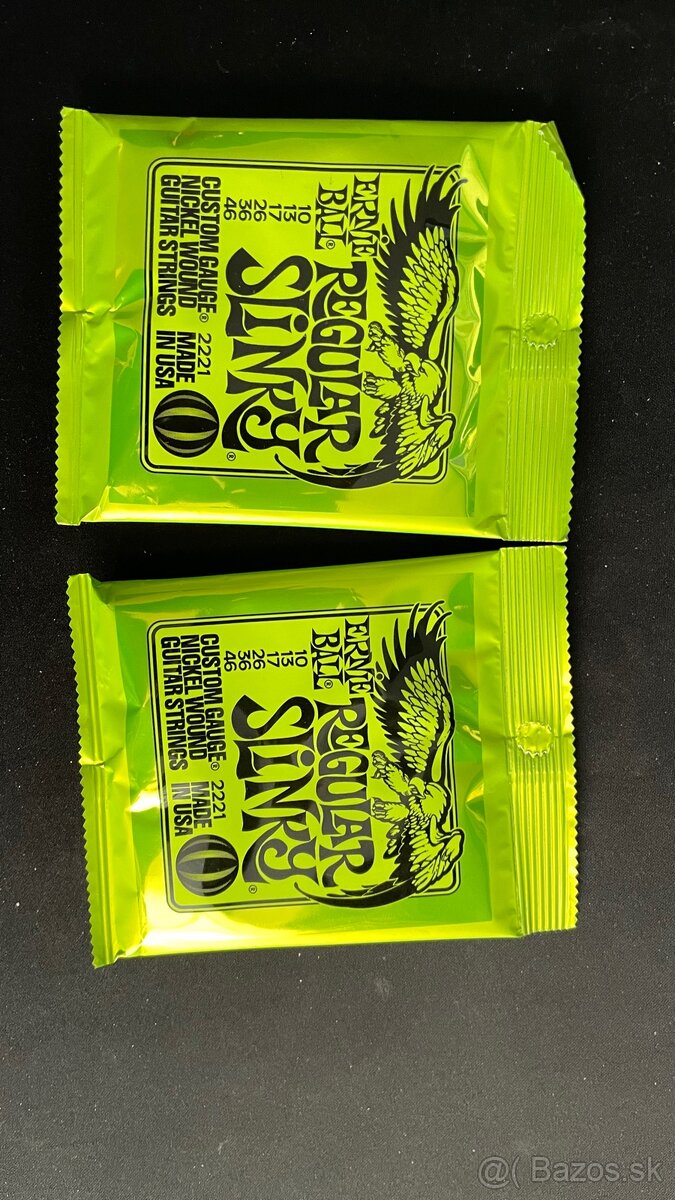 ERNIE
BALL®
REGULAR
SLINKY®
10
13
17
26
36
46
CUSTOM GAUGE® 2221
NICKEL WOUND MADE
GUITAR STRINGS IN USA
ERNIE
BALL®
REGULAR
SLINKY®
10
13
17
26
36
46
CUSTOM GAUGE® 2221
NICKEL WOUND MADE
GUITAR STRINGS IN USA
@( Bazos.sk